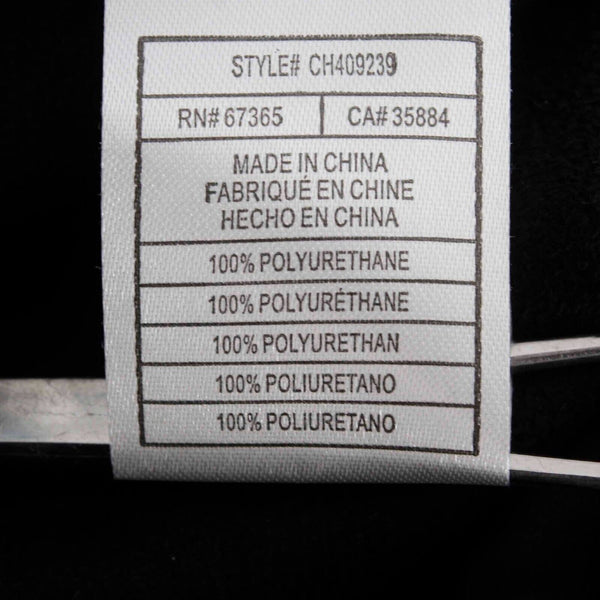 STYLE# CH409239
RN# 67365 CA# 35884
MADE IN CHINA
FABRIQUÉ EN CHINE
HECHO EN CHINA
100% POLYURETHANE
100% POLYURÉTHANE
100% POLYURETHAN
100% POLIURETANO
100% POLIURETANO